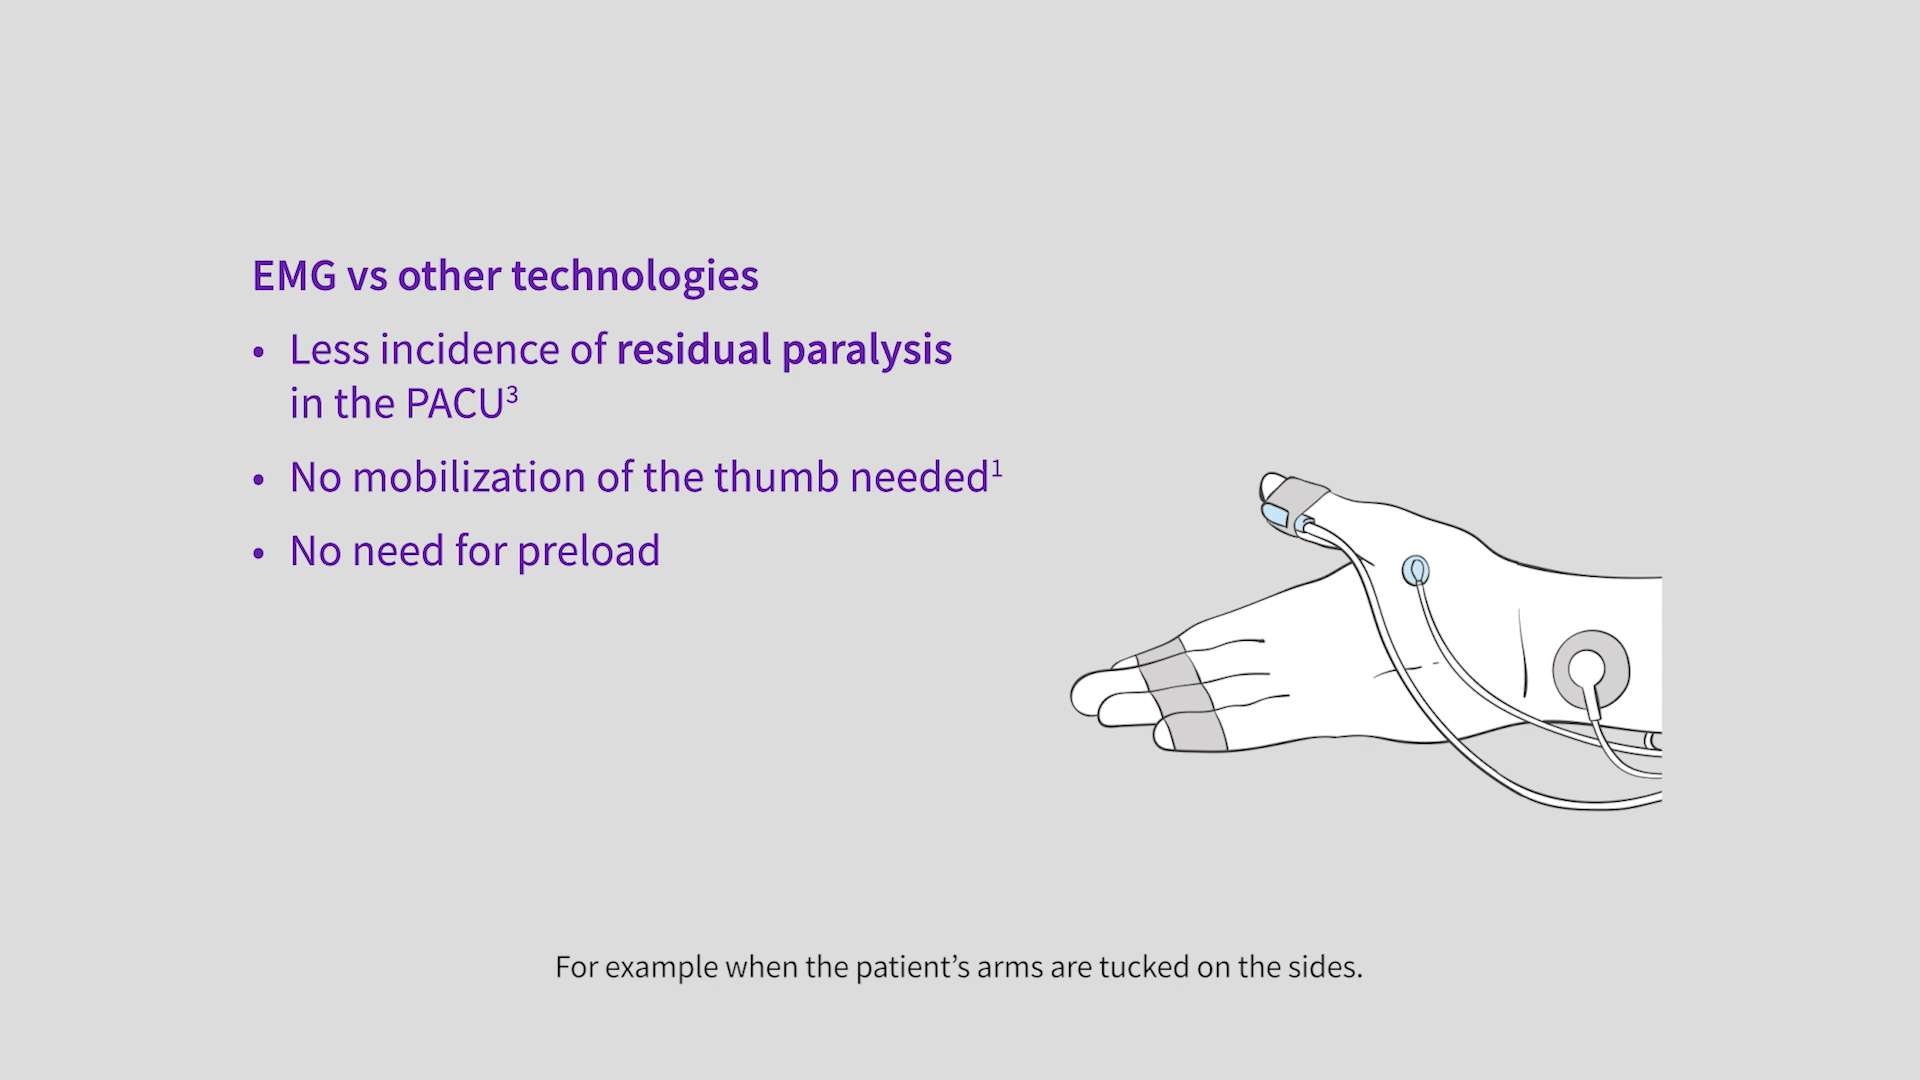 EMG vs other technologies
• Less incidence of residual paralysis
in the PACU³
• No mobilization of the thumb needed¹
• No need for preload
For example when the patient’s arms are tucked on the sides.